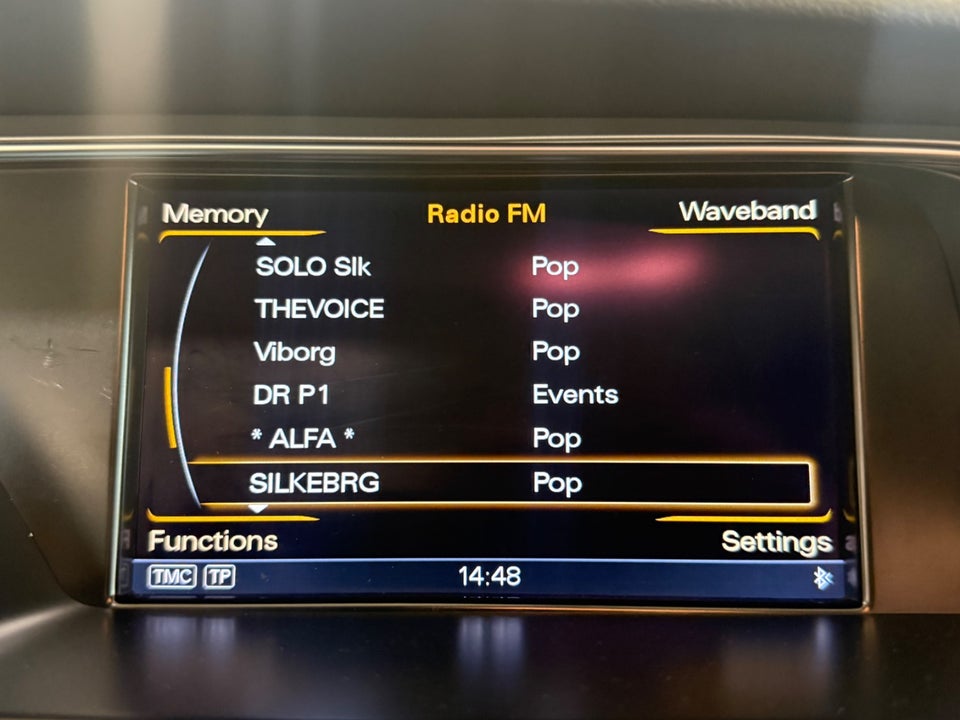 Memory Radio FM Waveband
SOLO Slk Pop
THEVOICE Pop
Viborg Pop
DR P1 Events
* ALFA * Pop
SILKEBRG Pop
Functions Settings
TMC TP 14:48